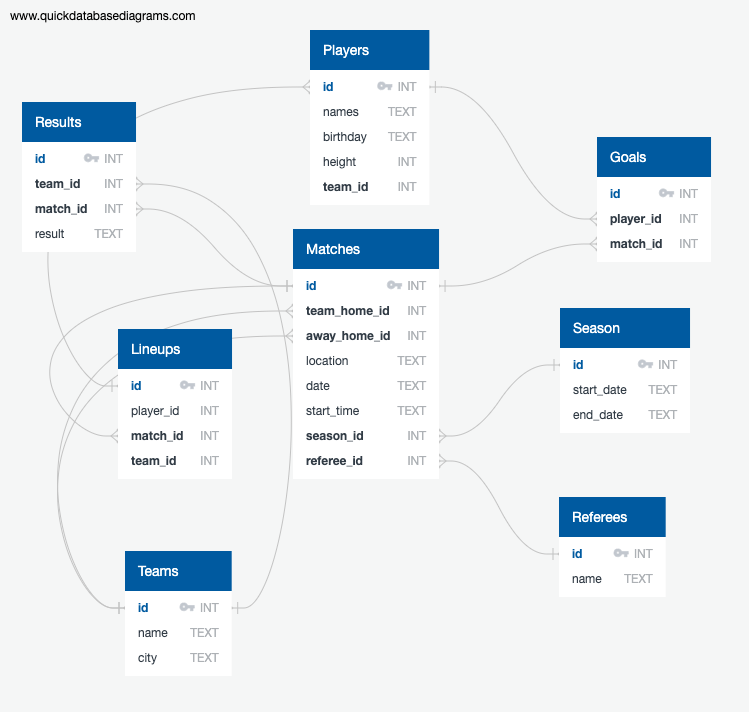 www.quickdatabasediagrams.com
Players
id INT
names TEXT
birthday TEXT
height INT
team_id INT
Results
id INT
team_id INT
match_id INT
result TEXT
Goals
id INT
player_id INT
match_id INT
Matches
id INT
team_home_id INT
away_home_id INT
location TEXT
date TEXT
start_time TEXT
season_id INT
referee_id INT
Season
id INT
start_date TEXT
end_date TEXT
Lineups
id INT
player_id INT
match_id INT
team_id INT
Referees
id INT
name TEXT
Teams
id INT
name TEXT
city TEXT